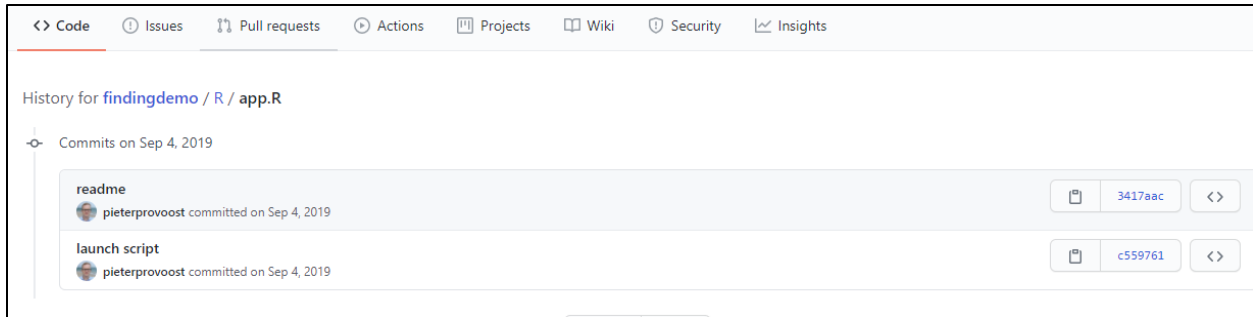 <> Code Issues Pull requests Actions Projects Wiki Security Insights
History for findingdemo / R / app.R
Commits on Sep 4, 2019
readme
pieterprovoost committed on Sep 4, 2019
3417aac <>
launch script
pieterprovoost committed on Sep 4, 2019
c559761 <>